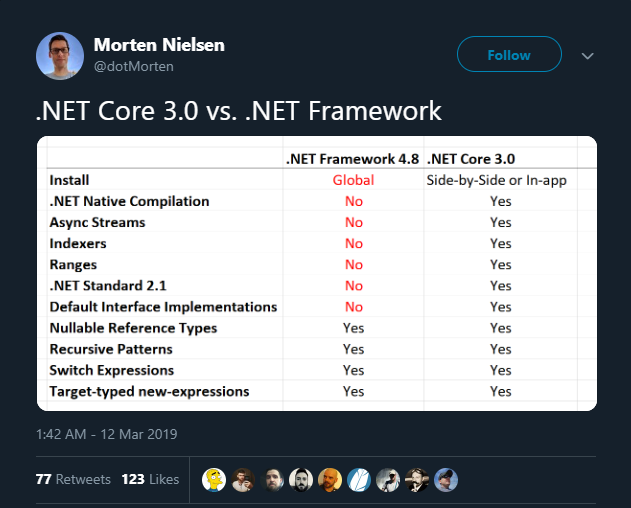 Morten Nielsen
@dotMorten
Follow
.NET Core 3.0 vs. .NET Framework
.NET Framework 4.8 .NET Core 3.0
Install Global Side-by-Side or In-app
.NET Native Compilation No Yes
Async Streams No Yes
Indexers No Yes
Ranges No Yes
.NET Standard 2.1 No Yes
Default Interface Implementations No Yes
Nullable Reference Types Yes Yes
Recursive Patterns Yes Yes
Switch Expressions Yes Yes
Target-typed new-expressions Yes Yes
1:42 AM - 12 Mar 2019
77 Retweets 123 Likes